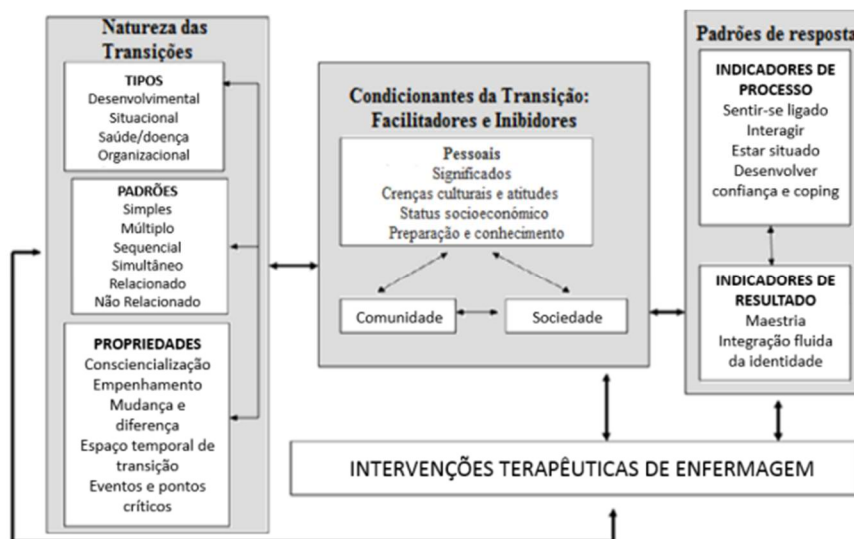 Natureza das
Transições
TIPOS
Desenvolvimental
Situacional
Saúde/doença
Organizacional
PADRÕES
Simples
Múltiplo
Sequencial
Simultâneo
Relacionado
Não Relacionado
PROPRIEDADES
Consciencialização
Empenhamento
Mudança e
diferença
Espaço temporal de
transição
Eventos e pontos
críticos
Condicionantes da Transição:
Facilitadores e Inibidores
Pessoais
Significados
Crenças culturais e atitudes
Status socioeconómico
Preparação e conhecimento
Comunidade
Sociedade
Padrões de resposta
INDICADORES DE
PROCESSO
Sentir-se ligado
Interagir
Estar situado
Desenvolver
confiança e coping
INDICADORES DE
RESULTADO
Maestria
Integração fluida
da identidade
INTERVENÇÕES TERAPÊUTICAS DE ENFERMAGEM